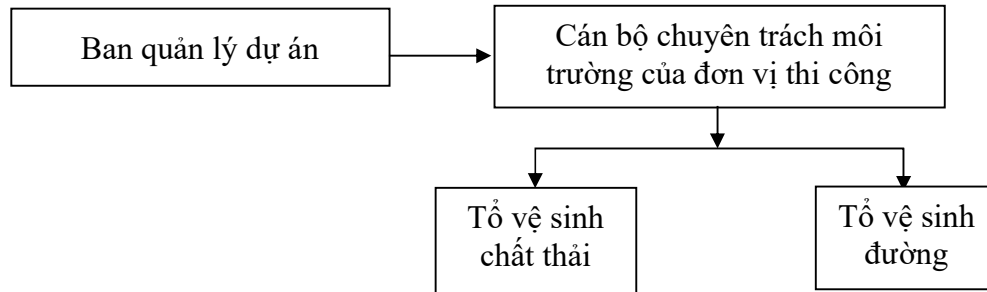 Ban quản lý dự án
Cán bộ chuyên trách môi
trường của đơn vị thi công
Tổ vệ sinh
chất thải
Tổ vệ sinh
đường